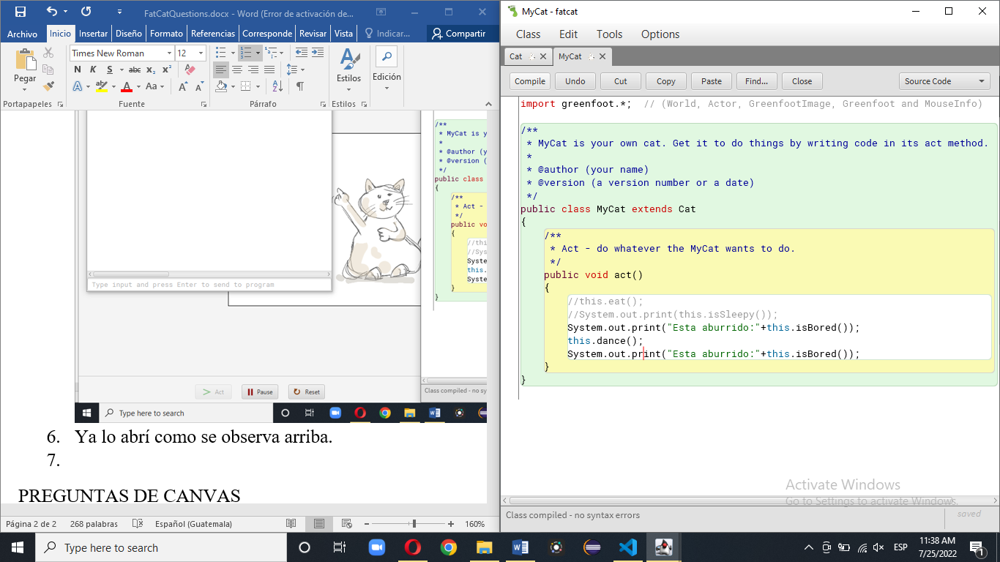 FatCatQuestions.docx - Word (Error de activación de...
Archivo Inicio Insertar Diseño Formato Referencias Corresponde Revisar Vista Indicar... Compartir
Times New Roman 12
Pegar N K S abc x₂ x² Estilos Edición
A ab A Aa A A
Portapapeles Fuente Párrafo Estilos
/**
* MyCat is y
*
* @author (y
* @version (
*/
public class
{
/**
* Act -
*/
public vo
{
//thi
//Sys
Syste
this.
Syste
}
}
Type input and press Enter to send to program
Act Pause Reset
Class compiled - no sy
Type here to search
6. Ya lo abrí como se observa arriba.
7.
PREGUNTAS DE CANVAS
Página 2 de 2 268 palabras Español (Guatemala) 160%
MyCat - fatcat
Class Edit Tools Options
Cat MyCat
Compile Undo Cut Copy Paste Find... Close Source Code
import greenfoot.*;  // (World, Actor, GreenfootImage, Greenfoot and MouseInfo)
/**
* MyCat is your own cat. Get it to do things by writing code in its act method.
*
* @author (your name)
* @version (a version number or a date)
*/
public class MyCat extends Cat
{
/**
* Act - do whatever the MyCat wants to do.
*/
public void act()
{
//this.eat();
//System.out.print(this.isSleepy());
System.out.print("Esta aburrido:"+this.isBored());
this.dance();
System.out.print("Esta aburrido:"+this.isBored());
}
}
Activate Windows
Go to Settings to activate Windows.
Class compiled - no syntax errors
saved
Type here to search
ESP
11:38 AM
7/25/2022
1